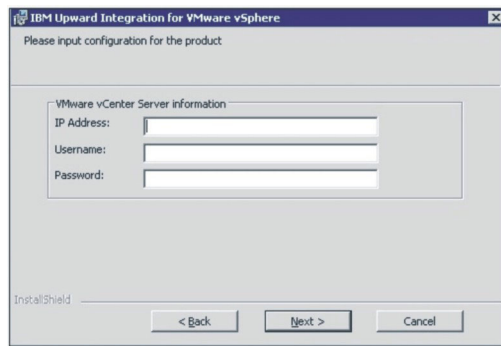 IBM Upward Integration for VMware vSphere
Please input configuration for the product
VMware vCenter Server information
IP Address:
Username:
Password:
InstallShield
< Back
Next >
Cancel